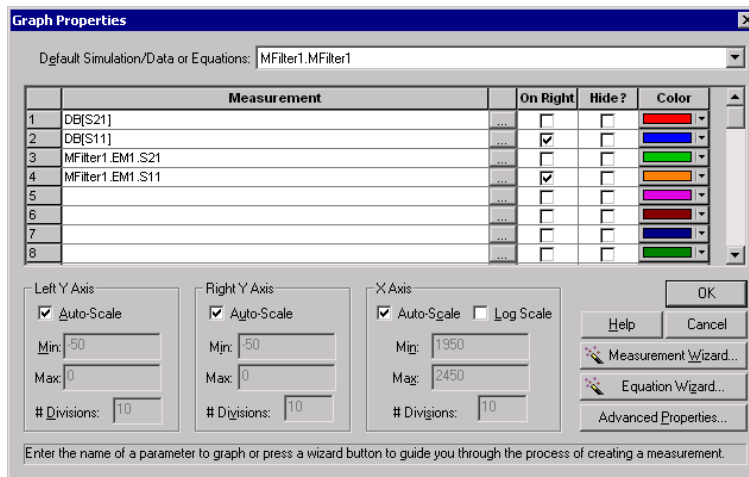 Graph Properties
Default Simulation/Data or Equations: MFilter1.MFilter1
Measurement On Right Hide? Color
1 DB[S21] ...
2 DB[S11] ...
3 MFilter1.EM1.S21 ...
4 MFilter1.EM1.S11 ...
5 ...
6 ...
7 ...
8 ...
Left Y Axis
Auto-Scale
Min: -50
Max: 0
# Divisions: 10
Right Y Axis
Auto-Scale
Min: -50
Max: 0
# Divisions: 10
X Axis
Auto-Scale Log Scale
Min: 1950
Max: 2450
# Divisions: 10
OK
Help Cancel
Measurement Wizard...
Equation Wizard...
Advanced Properties...
Enter the name of a parameter to graph or press a wizard button to guide you through the process of creating a measurement.